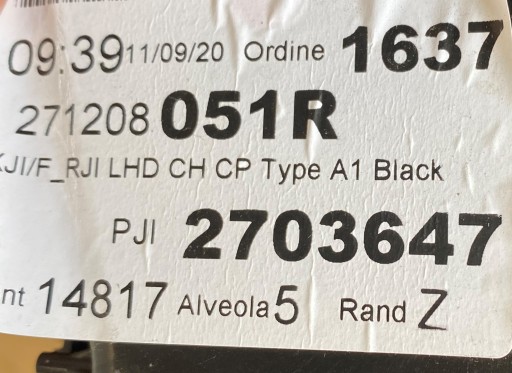 09:39 11/09/20 Ordine 1637
271208 051R
JI/F_RJI LHD CH CP Type A1 Black
PJI 2703647
nt 14817 Alveola 5 Rand Z